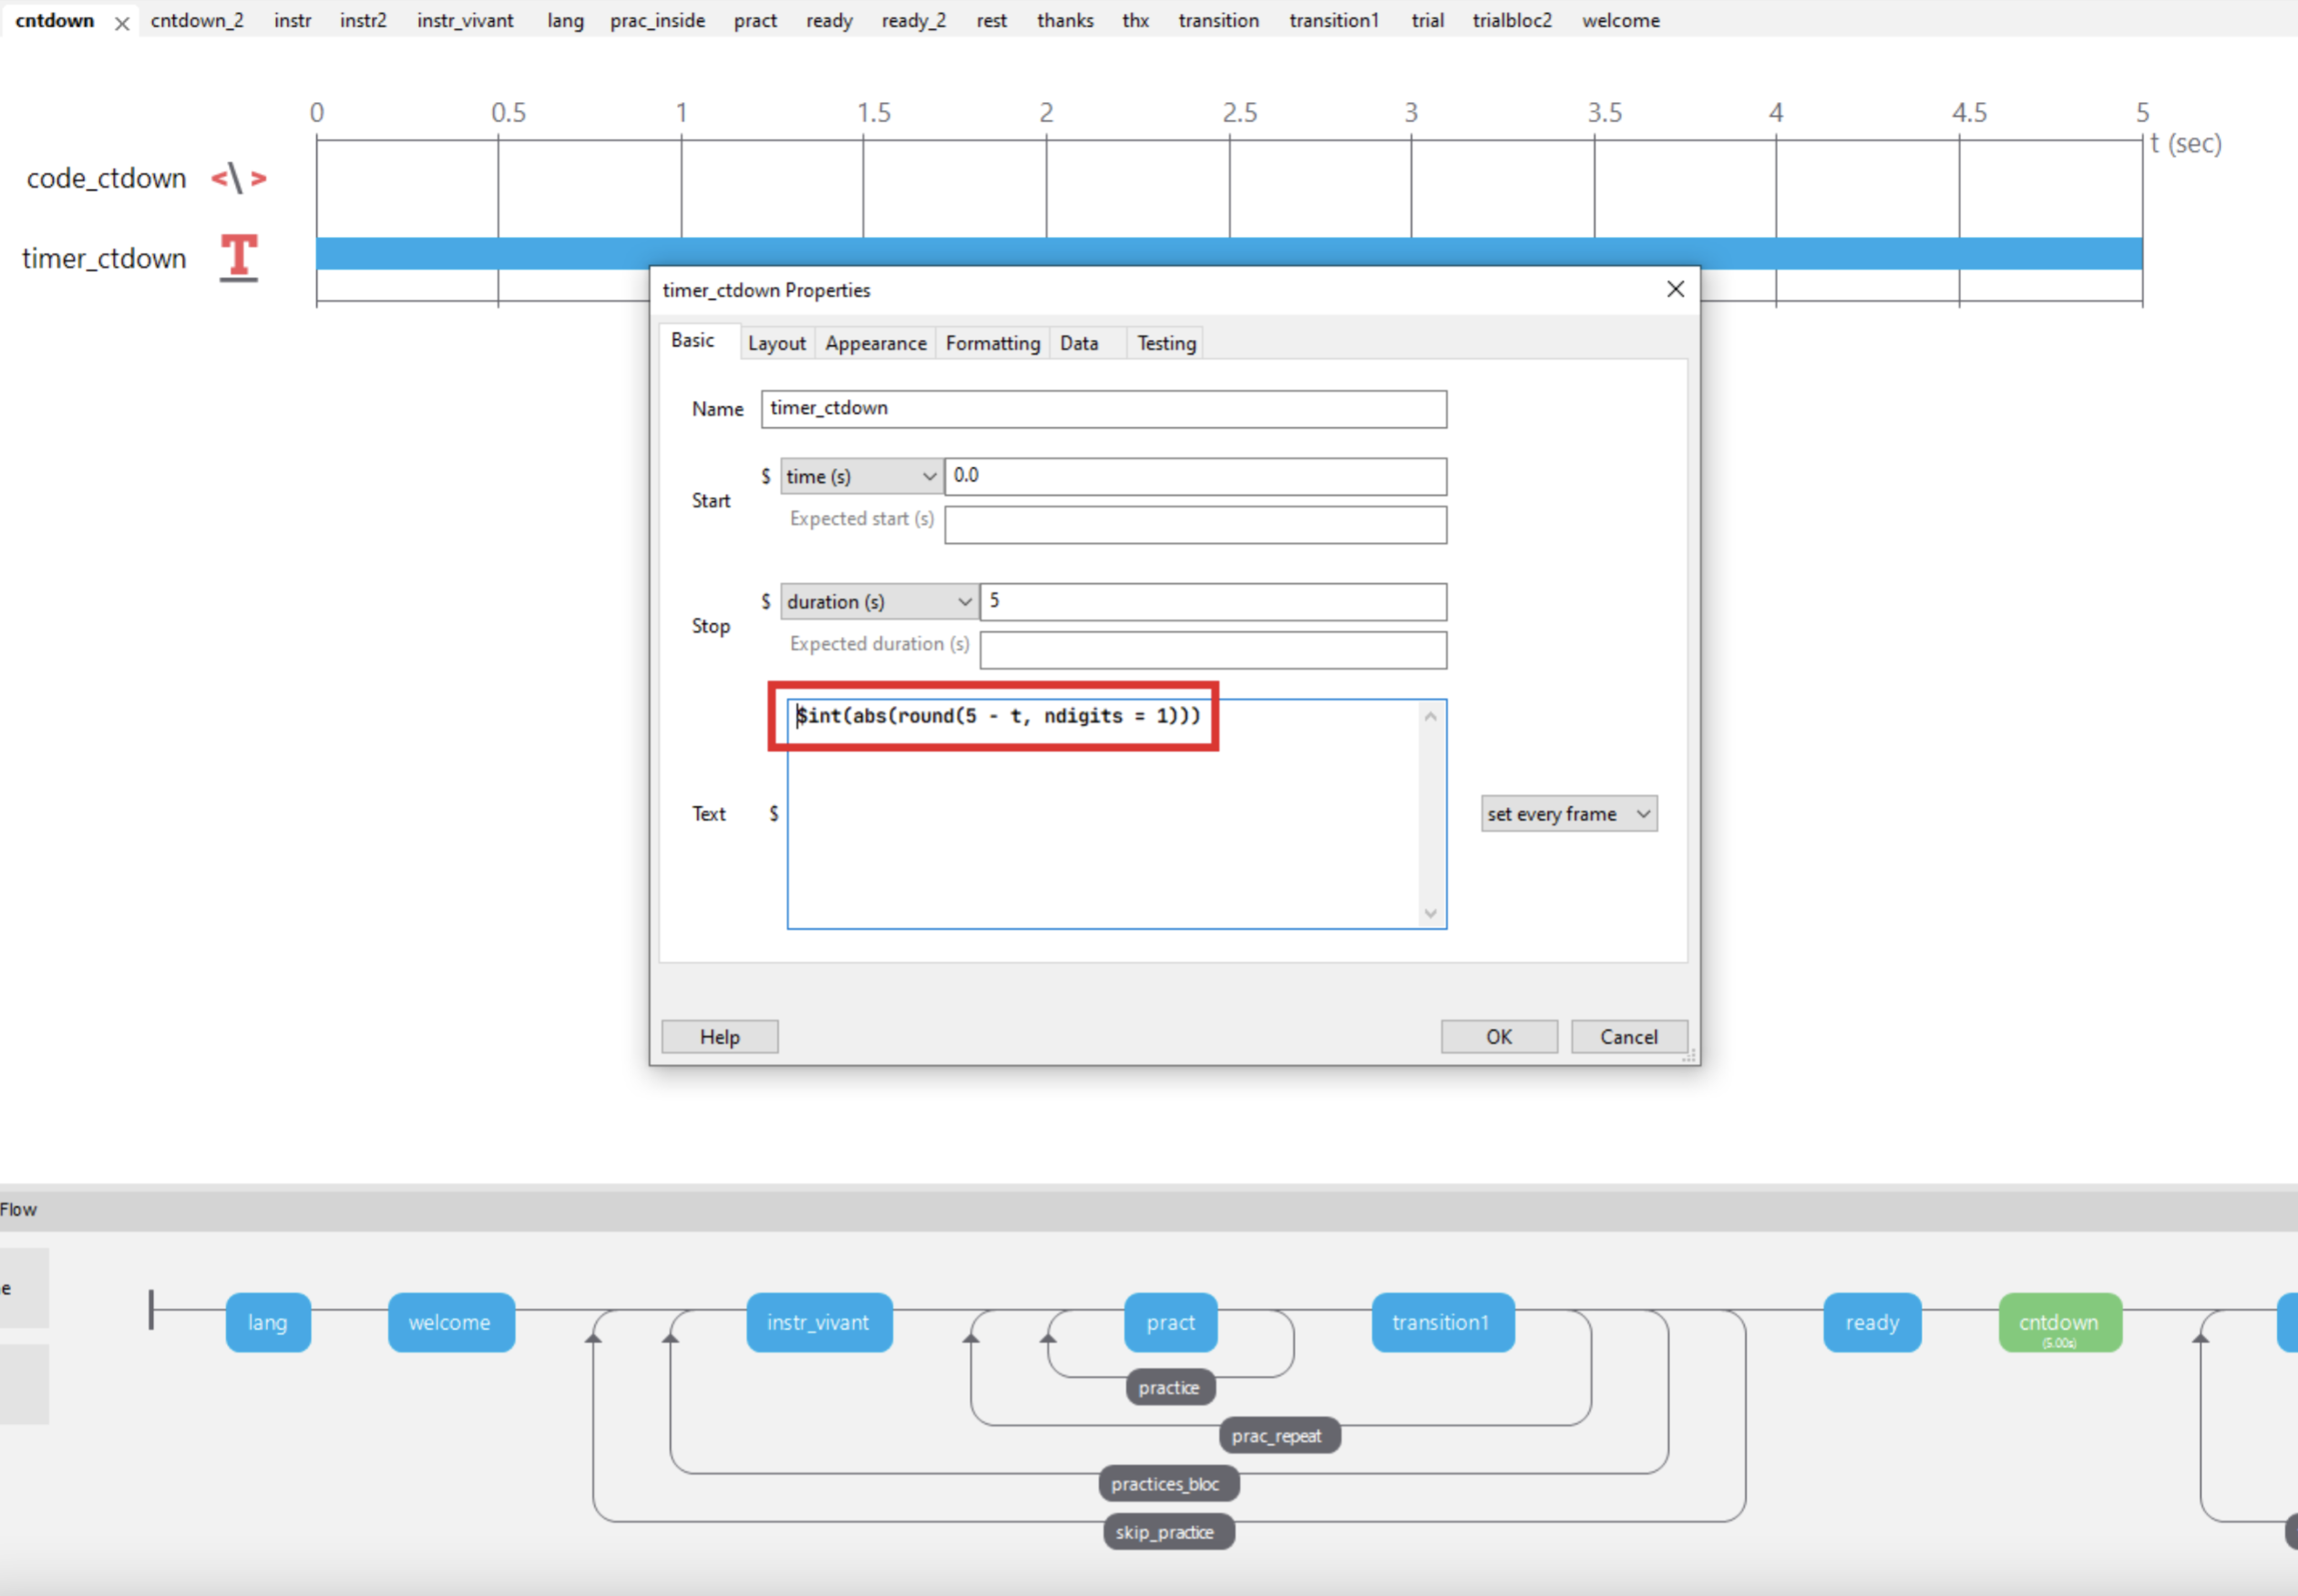 cntdown cntdown_2 instr instr2 instr_vivant lang prac_inside pract ready ready_2 rest thanks thx transition transition1 trial trialbloc2 welcome
0 0.5 1 1.5 2 2.5 3 3.5 4 4.5 5
t (sec)
code_ctdown
timer_ctdown
timer_ctdown Properties
Basic Layout Appearance Formatting Data Testing
Name timer_ctdown
Start $ time (s) 0.0
Expected start (s)
Stop $ duration (s) 5
Expected duration (s)
$int(abs(round(5 - t, ndigits = 1)))
Text $ set every frame
Help OK Cancel
Flow
e
lang welcome instr_vivant pract transition1 ready cntdown
(5.00s)
practice
prac_repeat
practices_bloc
skip_practice